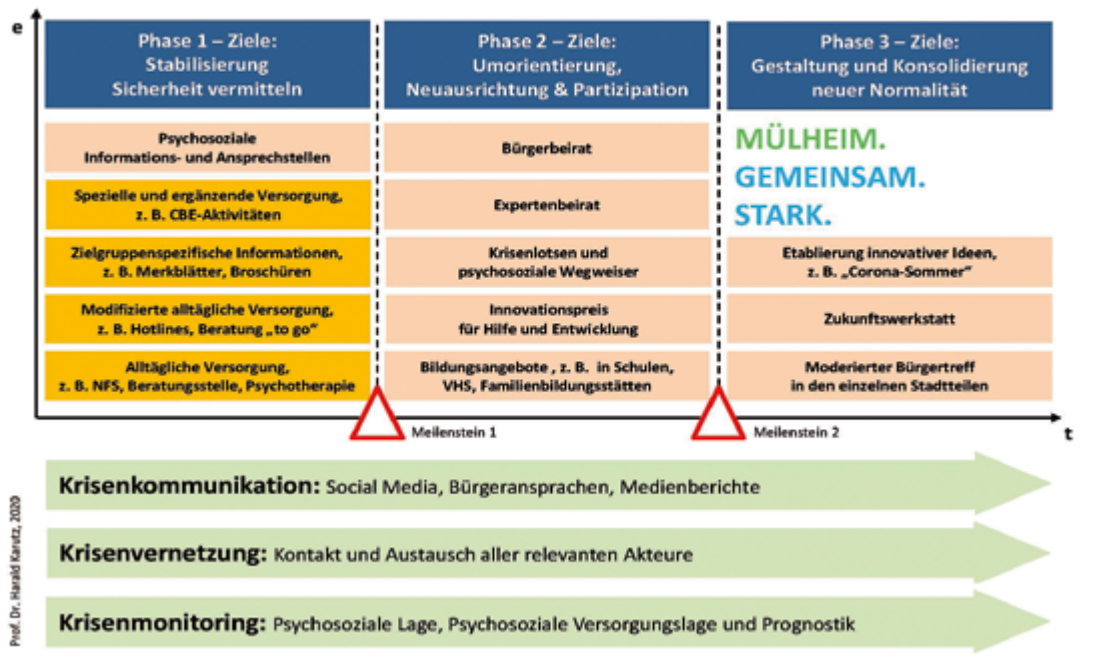 e
Phase 1 – Ziele:
Stabilisierung
Sicherheit vermitteln
Psychosoziale
Informations- und Ansprechstellen
Spezielle und ergänzende Versorgung,
z. B. CBE-Aktivitäten
Zielgruppenspezifische Informationen,
z. B. Merkblätter, Broschüren
Modifizierte alltägliche Versorgung,
z. B. Hotlines, Beratung „to go“
Alltägliche Versorgung,
z. B. NFS, Beratungsstelle, Psychotherapie
Phase 2 – Ziele:
Umorientierung,
Neuausrichtung & Partizipation
Bürgerbeirat
Expertenbeirat
Krisenlotsen und
psychosoziale Wegweiser
Innovationspreis
für Hilfe und Entwicklung
Bildungsangebote , z. B. in Schulen,
VHS, Familienbildungsstätten
Phase 3 – Ziele:
Gestaltung und Konsolidierung
neuer Normalität
MÜLHEIM.
GEMEINSAM.
STARK.
Etablierung innovativer Ideen,
z. B. „Corona-Sommer“
Zukunftswerkstatt
Moderierter Bürgertreff
in den einzelnen Stadtteilen
Meilenstein 1
Meilenstein 2
t
Krisenkommunikation: Social Media, Bürgeransprachen, Medienberichte
Krisenvernetzung: Kontakt und Austausch aller relevanten Akteure
Krisenmonitoring: Psychosoziale Lage, Psychosoziale Versorgungslage und Prognostik
Prof. Dr. Harald Karutz, 2020